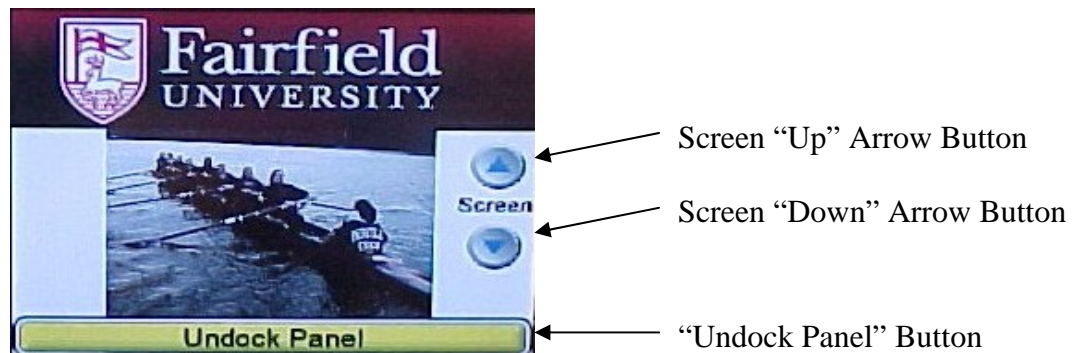 Fairfield
UNIVERSITY
Screen “Up” Arrow Button
Screen
Screen “Down” Arrow Button
Undock Panel
“Undock Panel” Button